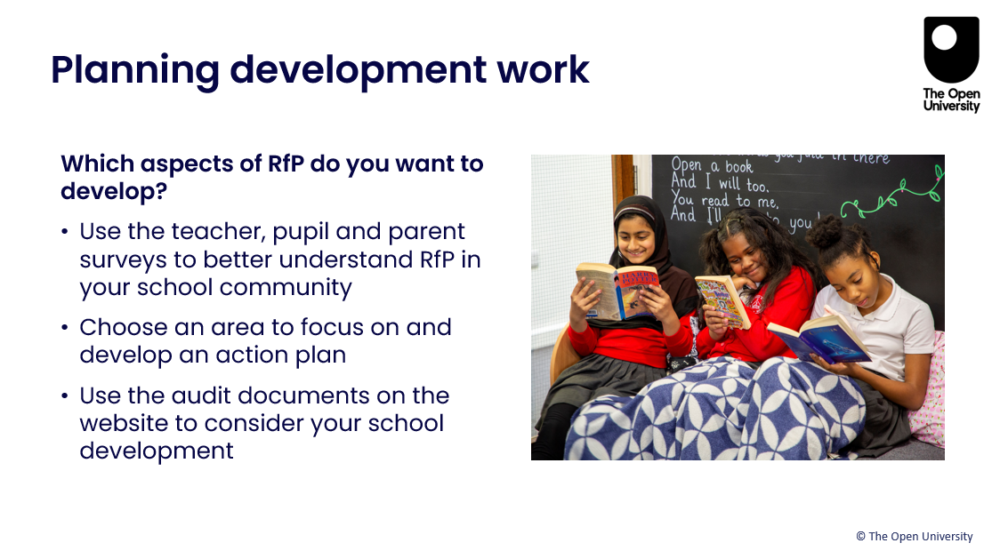 Planning development work
The Open
University
Which aspects of RfP do you want to
develop?
• Use the teacher, pupil and parent
surveys to better understand RfP in
your school community
• Choose an area to focus on and
develop an action plan
• Use the audit documents on the
website to consider your school
development
you find in there
Open a book
And I will too.
You read to me,
And I'll to you!
HARRY
POTTER
© The Open University